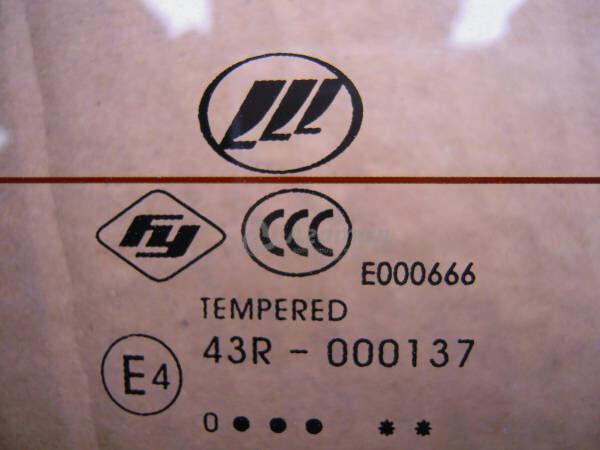 fy CCC
E000666
TEMPERED
E4 43R - 000137
0 ● ● ● ✱ ✱